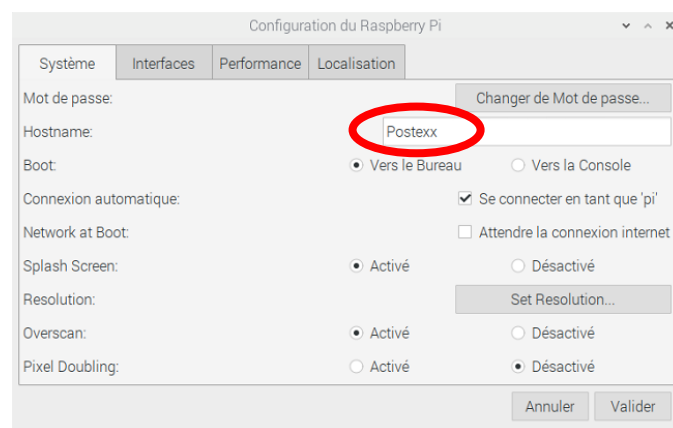 Configuration du Raspberry Pi
Système Interfaces Performance Localisation
Mot de passe: Changer de Mot de passe...
Hostname: Postexx
Boot: Vers le Bureau Vers la Console
Connexion automatique: Se connecter en tant que 'pi'
Network at Boot: Attendre la connexion internet
Splash Screen: Activé Désactivé
Resolution: Set Resolution...
Overscan: Activé Désactivé
Pixel Doubling: Activé Désactivé
Annuler Valider